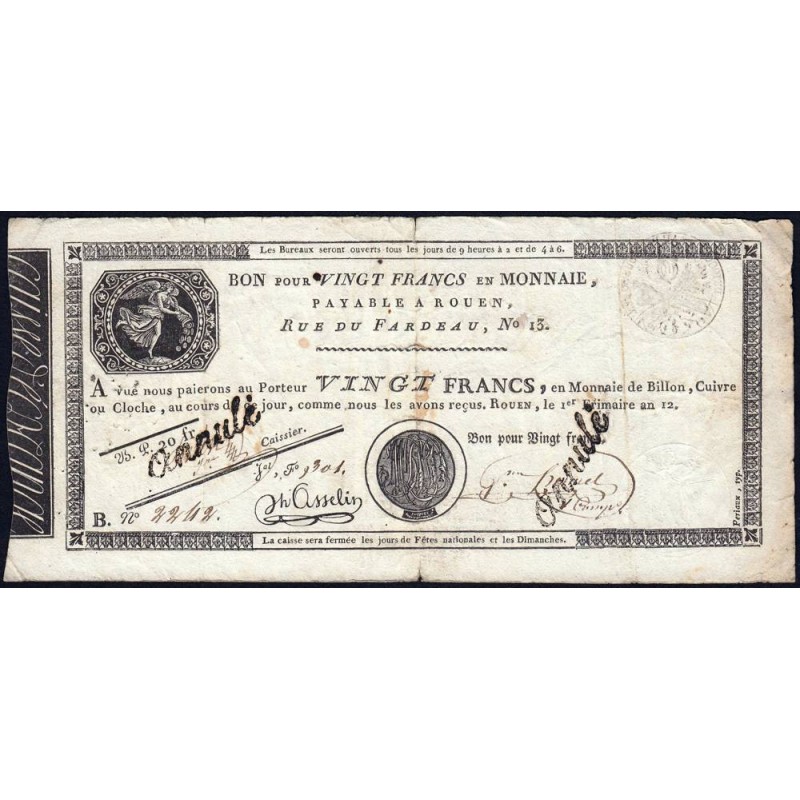 Les Bureaux seront ouverts tous les jours de 9 heures à 2 et de 4 à 6.
BON POUR VINGT FRANCS EN MONNAIE,
PAYABLE A ROUEN,
RUE DU FARDEAU, No 13.
A vue nous paierons au Porteur VINGT FRANCS, en Monnaie de Billon, Cuivre
ou Cloche, au cours de ce jour, comme nous les avons reçus. ROUEN, le 1er Frimaire an 12.
B. P. 20 fr.
Annulé
Caissier.
Bon pour Vingt francs
Annulé
Fo 9301.
B. No 2242.
Jh Asselin
Periaux, typ.
La caisse sera fermée les jours de Fêtes nationales et les Dimanches.